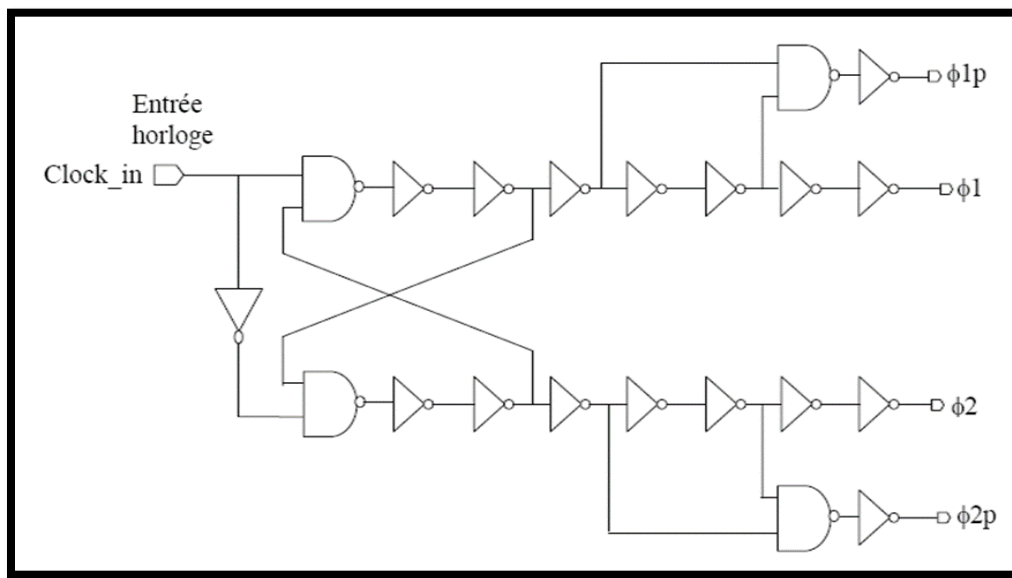 ϕ1p
Entrée
horloge
Clock_in
ϕ1
ϕ2
ϕ2p